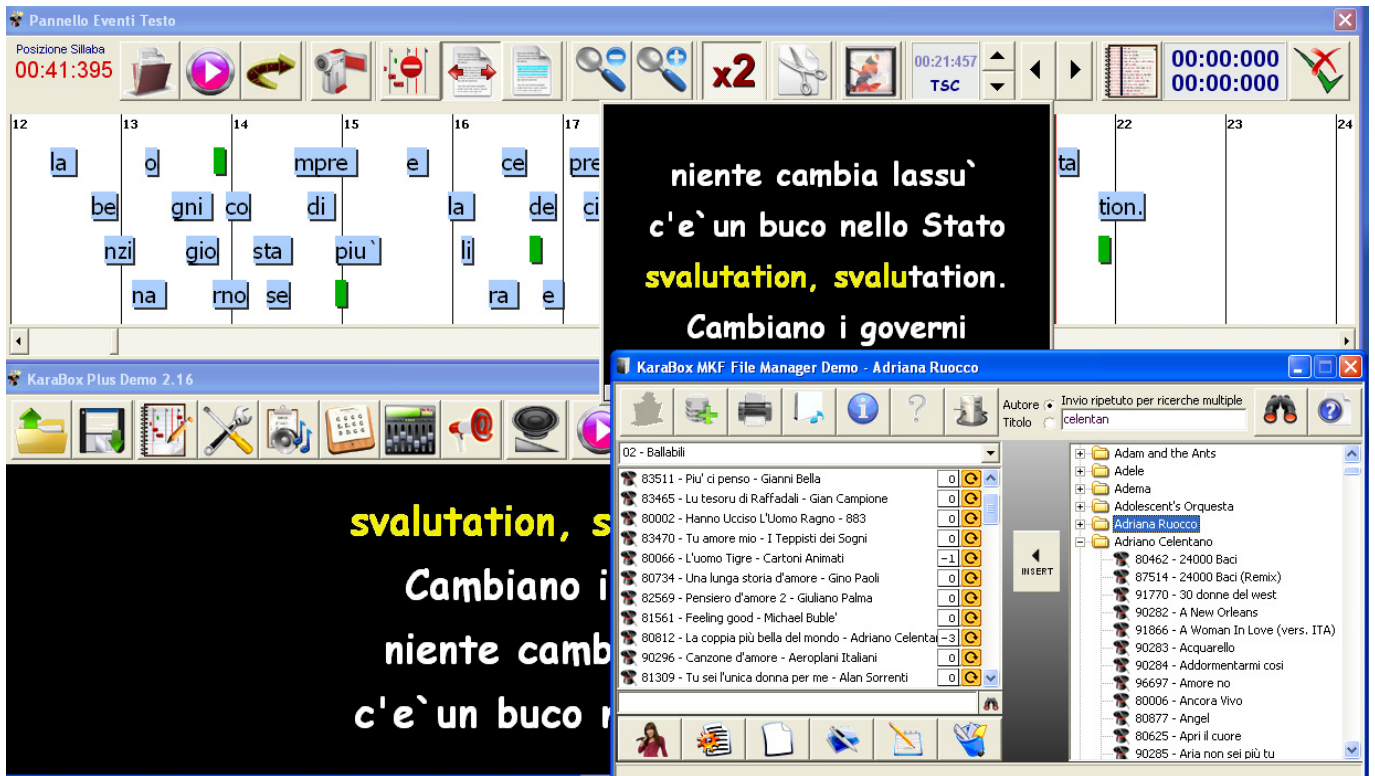 Pannello Eventi Testo
Posizione Sillaba
00:41:395
x2
00:21:457
TSC
00:00:000
00:00:000
12 13 14 15 16 17 22 23 24
la o mpre e ce pre ta
be gni co di la de ci tion.
nzi gio sta piu` li
na rno se ra e
niente cambia lassu`
c'e`un buco nello Stato
svalutation, svalutation.
Cambiano i governi
KaraBox Plus Demo 2.16
svalutation, s
Cambiano i
niente camb
c'e`un buco n
KaraBox MKF File Manager Demo - Adriana Ruocco
Autore
Titolo
Invio ripetuto per ricerche multiple
celentan
02 - Ballabili
83511 - Piu' ci penso - Gianni Bella 0
83465 - Lu tesoru di Raffadali - Gian Campione 0
80002 - Hanno Ucciso L'Uomo Ragno - 883 0
83470 - Tu amore mio - I Teppisti dei Sogni 0
80066 - L'uomo Tigre - Cartoni Animati -1
80734 - Una lunga storia d'amore - Gino Paoli 0
82569 - Pensiero d'amore 2 - Giuliano Palma 0
81561 - Feeling good - Michael Buble' 0
80812 - La coppia più bella del mondo - Adriano Celentai -3
90296 - Canzone d'amore - Aeroplani Italiani 0
81309 - Tu sei l'unica donna per me - Alan Sorrenti 0
INSERT
Adam and the Ants
Adele
Adema
Adolescent's Orquesta
Adriana Ruocco
Adriano Celentano
80462 - 24000 Baci
87514 - 24000 Baci (Remix)
91770 - 30 donne del west
90282 - A New Orleans
91866 - A Woman In Love (vers. ITA)
90283 - Acquarello
90284 - Addormentarmi cosi
96697 - Amore no
80006 - Ancora Vivo
80877 - Angel
80625 - Apri il cuore
90285 - Aria non sei più tu